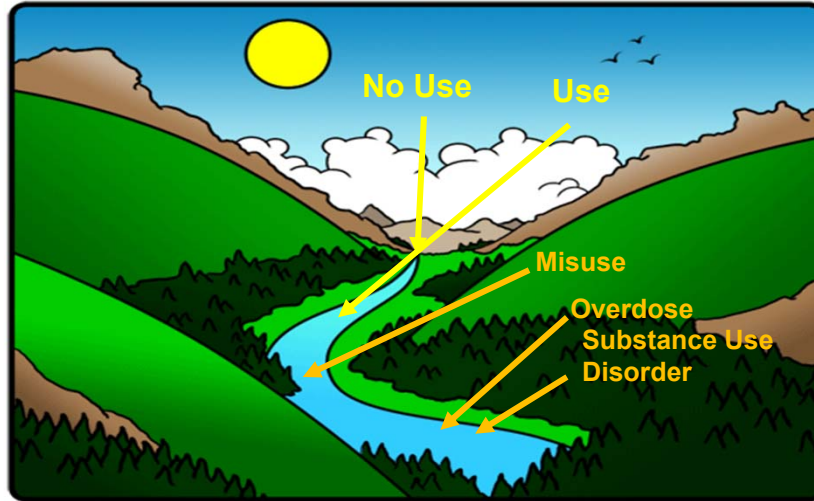 No Use
Use
Misuse
Overdose
Substance Use
Disorder